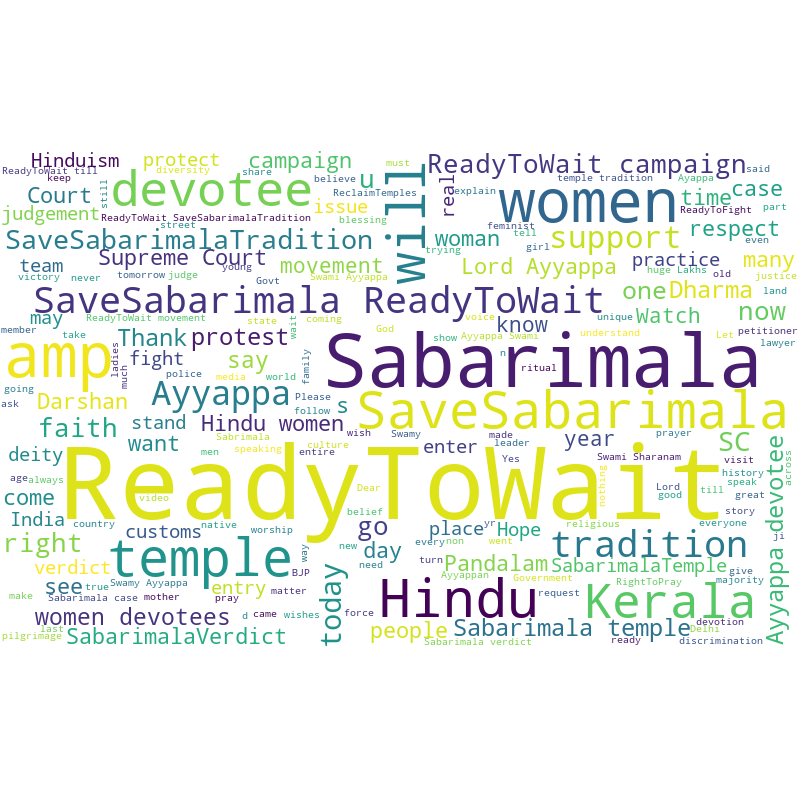 Hinduism
protect
campaign
must
ReadyToWait campaign
said
ReadyToWait till
diversity
share
temple tradition
Ayyappa
keep
still
devotee
u
believe
ReclaimTemples
will
real
explain
women
time
case
Court
issue
ReadyToFight
part
judgement
ReadyToWait SaveSabarimalaTradition
blessing
feminist
street
tell
respect
even
SaveSabarimalaTradition
trying
woman
girl
support
team
Supreme Court
movement
Lord Ayyappa
practice
many
victory
never
tomorrow
judge
young
Swami Ayyappa
huge Lakhs
old
justice
Govt
SaveSabarimala ReadyToWait
one
Dharma
land
may
ReadyToWait movement
state
coming
voice
unique
Watch
now
member
take
Thank
protest
wait
God
know
show
Ayyappa Swami
understand
Let
petitioner
lawyer
amp
ladies
much
fight
say
family
n
Sabarimala
ritual
going
police
media
world
Please
ask
Darshan
Ayyappa
follow
s
SaveSabarimala
faith
stand
Hindu women
wish
Swamy
made
men
Sabrimala
culture
leader
year
prayer
SC
deity
want
speaking
entire
enter
Yes
Swami Sharanam
visit
age
always
ReadyToWait
nothing
history
across
come
video
Dear
Lord
till
speak
good
great
India
country
native
belief
go
place
yr
Hope
religious
everyone
story
right
customs
worship
way
new
day
every
non
went
tradition
ji
verdict
temple
entry
BJP
need
turn
Pandalam
SabarimalaTemple
give
majority
Ayyappa devotee
see
true
Swamy Ayyappa
matter
today
Ayyappan
Government
RightToPray
make
Sabarimala case
mother
pray
Hindu
request
Kerala
women devotees
d
came
wishes
force
devotion
last
people
Sabarimala temple
Delhi
pilgrimage
SabarimalaVerdict
Sabarimala verdict
ready
discrimination